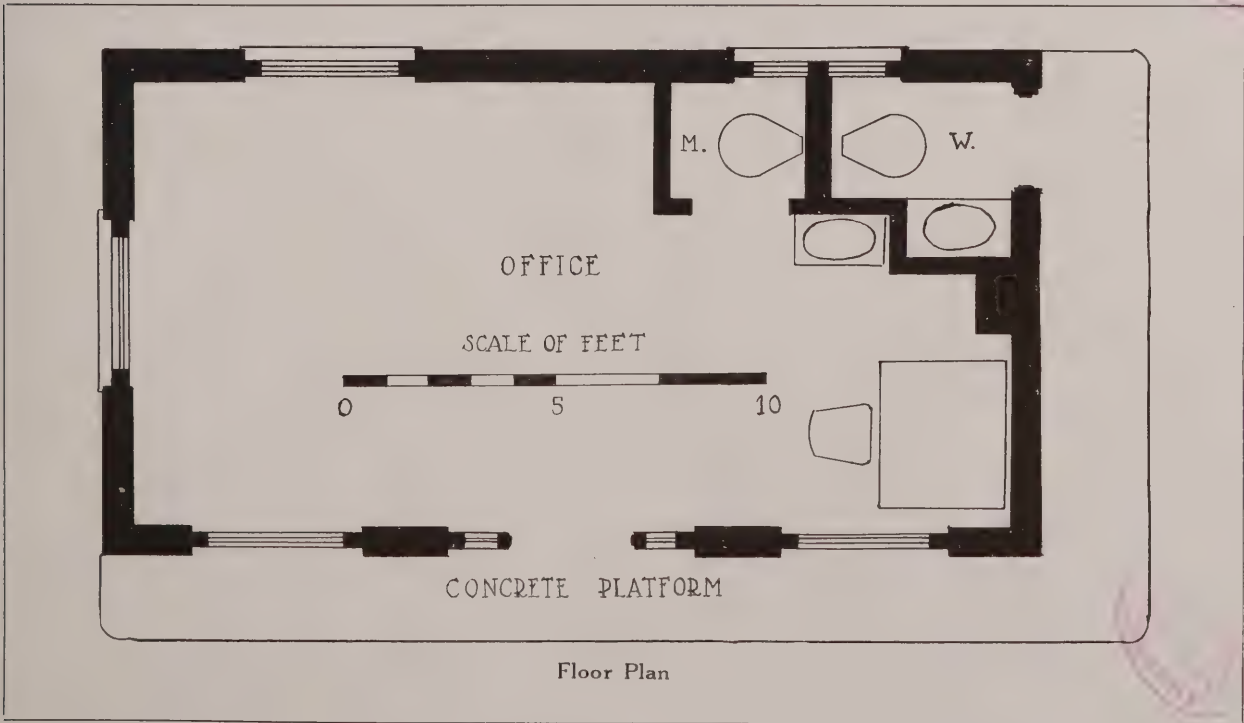 M.
W.
OFFICE
SCALE OF FEET
0 5 10
CONCRETE PLATFORM
Floor Plan